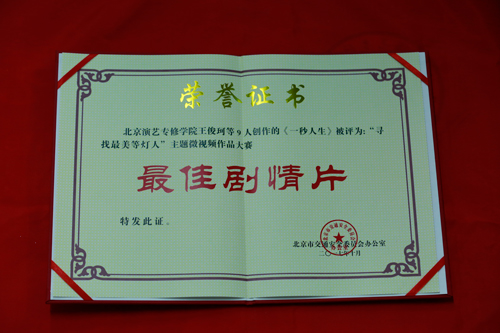 荣誉证书
北京演艺专修学院王俊珂等9人创作的《一秒人生》被评为:“寻
找最美等灯人”主题微视频作品大赛
最佳剧情片
特发此证。
北京市交通安全委员会办公室
二〇一七年十月